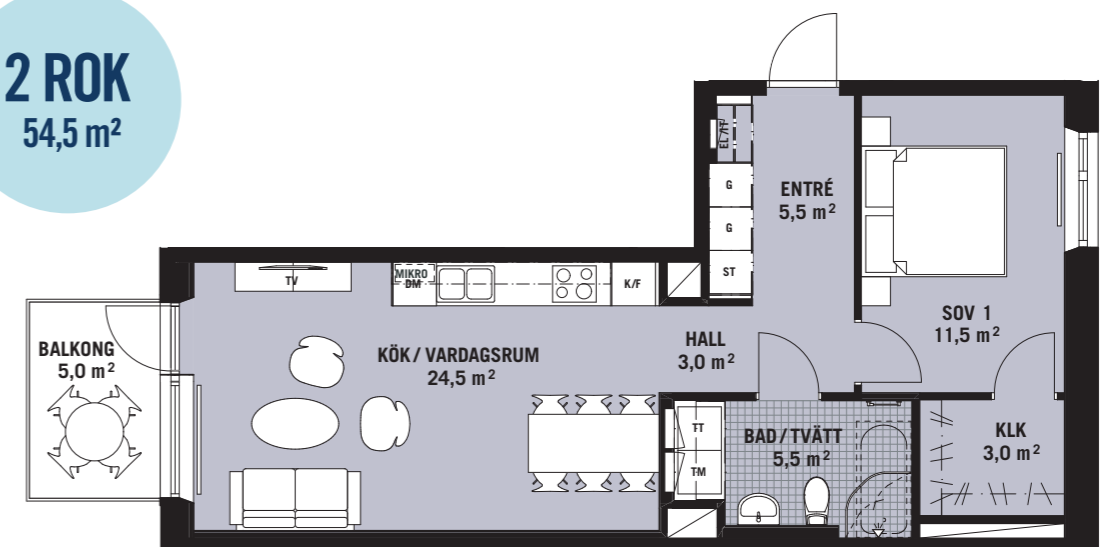 2 ROK
54,5 m²
EL/IT
G
G
ST
ENTRÉ
5,5 m²
SOV 1
11,5 m²
TV
MIKRO
DM
K/F
BALKONG
5,0 m²
KÖK / VARDAGSRUM
24,5 m²
HALL
3,0 m²
TT
TM
BAD / TVÄTT
5,5 m²
KLK
3,0 m²